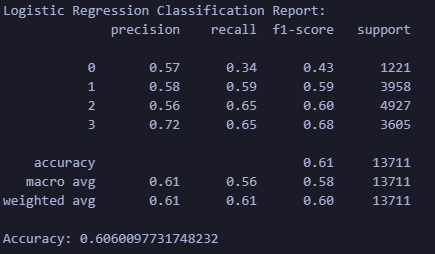 Logistic Regression Classification Report:
              precision    recall  f1-score   support

           0       0.57      0.34      0.43      1221
           1       0.58      0.59      0.59      3958
           2       0.56      0.65      0.60      4927
           3       0.72      0.65      0.68      3605

    accuracy                           0.61     13711
   macro avg       0.61      0.56      0.58     13711
weighted avg       0.61      0.61      0.60     13711

Accuracy: 0.6060097731748232